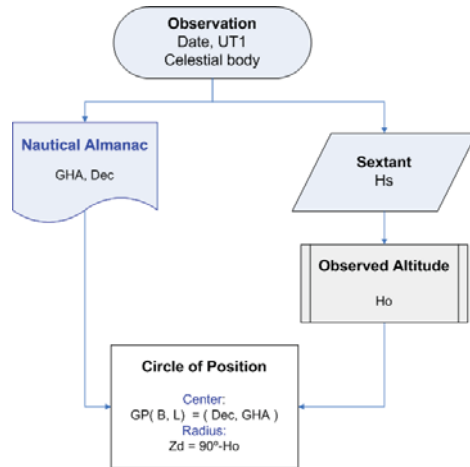 Observation
Date, UT1
Celestial body
Nautical Almanac
GHA, Dec
Sextant
Hs
Observed Altitude
Ho
Circle of Position
Center:
GP( B, L) = ( Dec, GHA )
Radius:
Zd = 90º-Ho